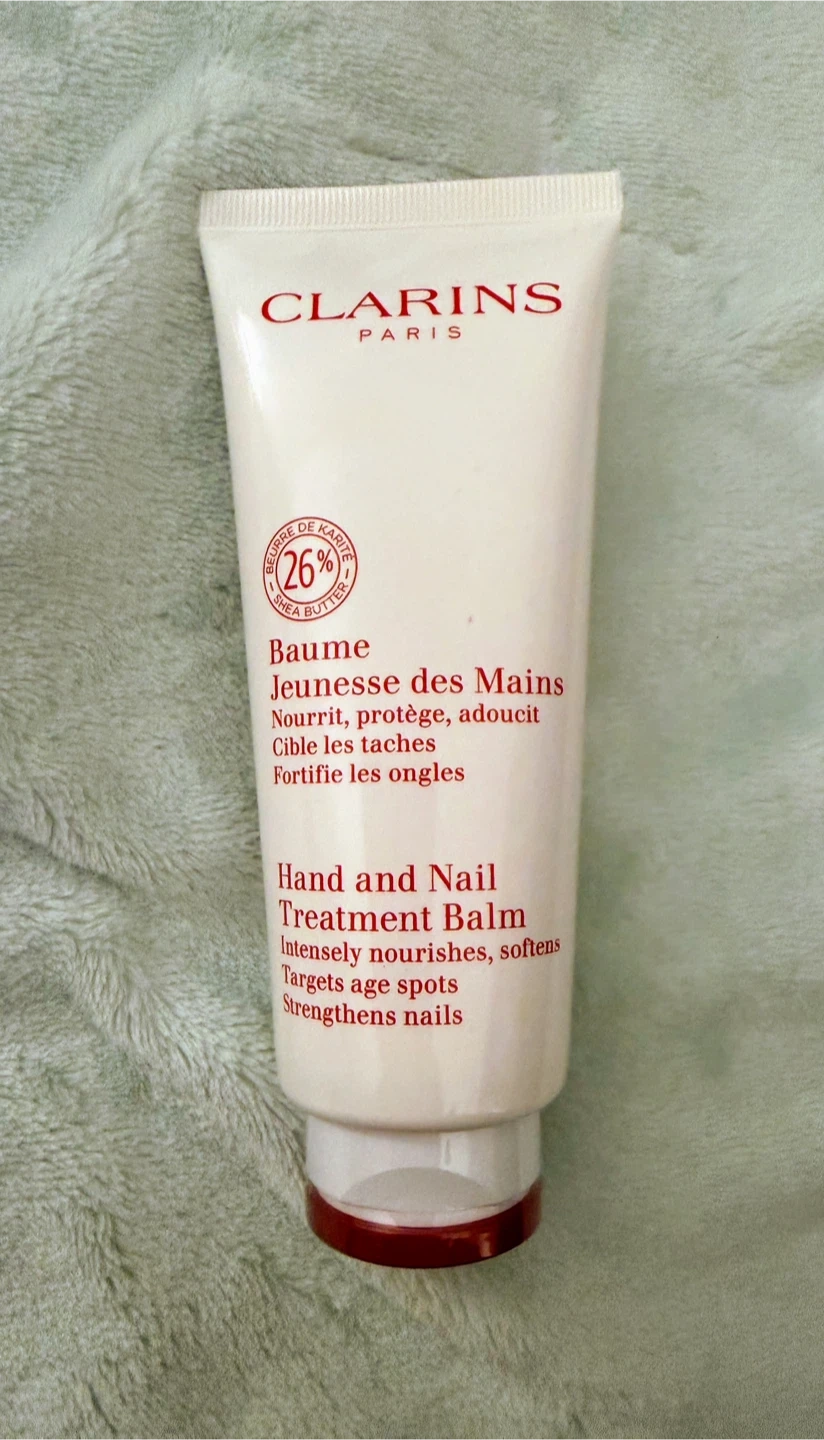 CLARINS
PARIS
BEURRE DE KARITÉ
26%
SHEA BUTTER
Baume
Jeunesse des Mains
Nourrit, protège, adoucit
Cible les taches
Fortifie les ongles
Hand and Nail
Treatment Balm
Intensely nourishes, softens
Targets age spots
Strengthens nails